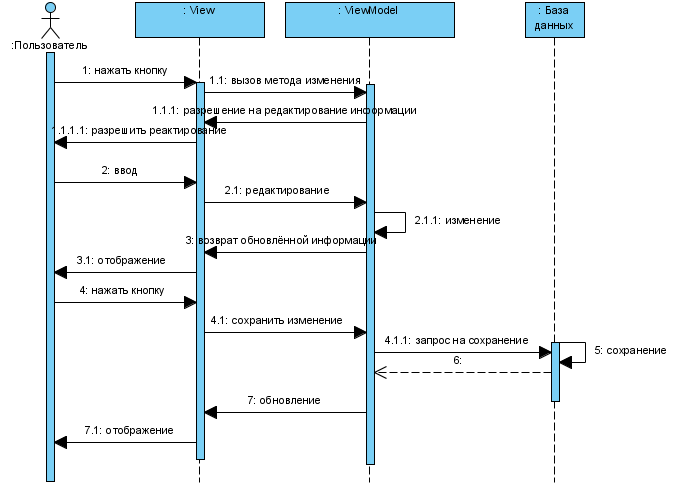 : View
: ViewModel
: База
данных
:Пользователь
1: нажать кнопку
1.1: вызов метода изменения
1.1.1: разрешение на редактирование информации
1.1.1.1: разрешить реактирование
2: ввод
2.1: редактирование
2.1.1: изменение
3: возврат обновлённой информации
3.1: отображение
4: нажать кнопку
4.1: сохранить изменение
4.1.1: запрос на сохранение
5: сохранение
6:
7: обновление
7.1: отображение